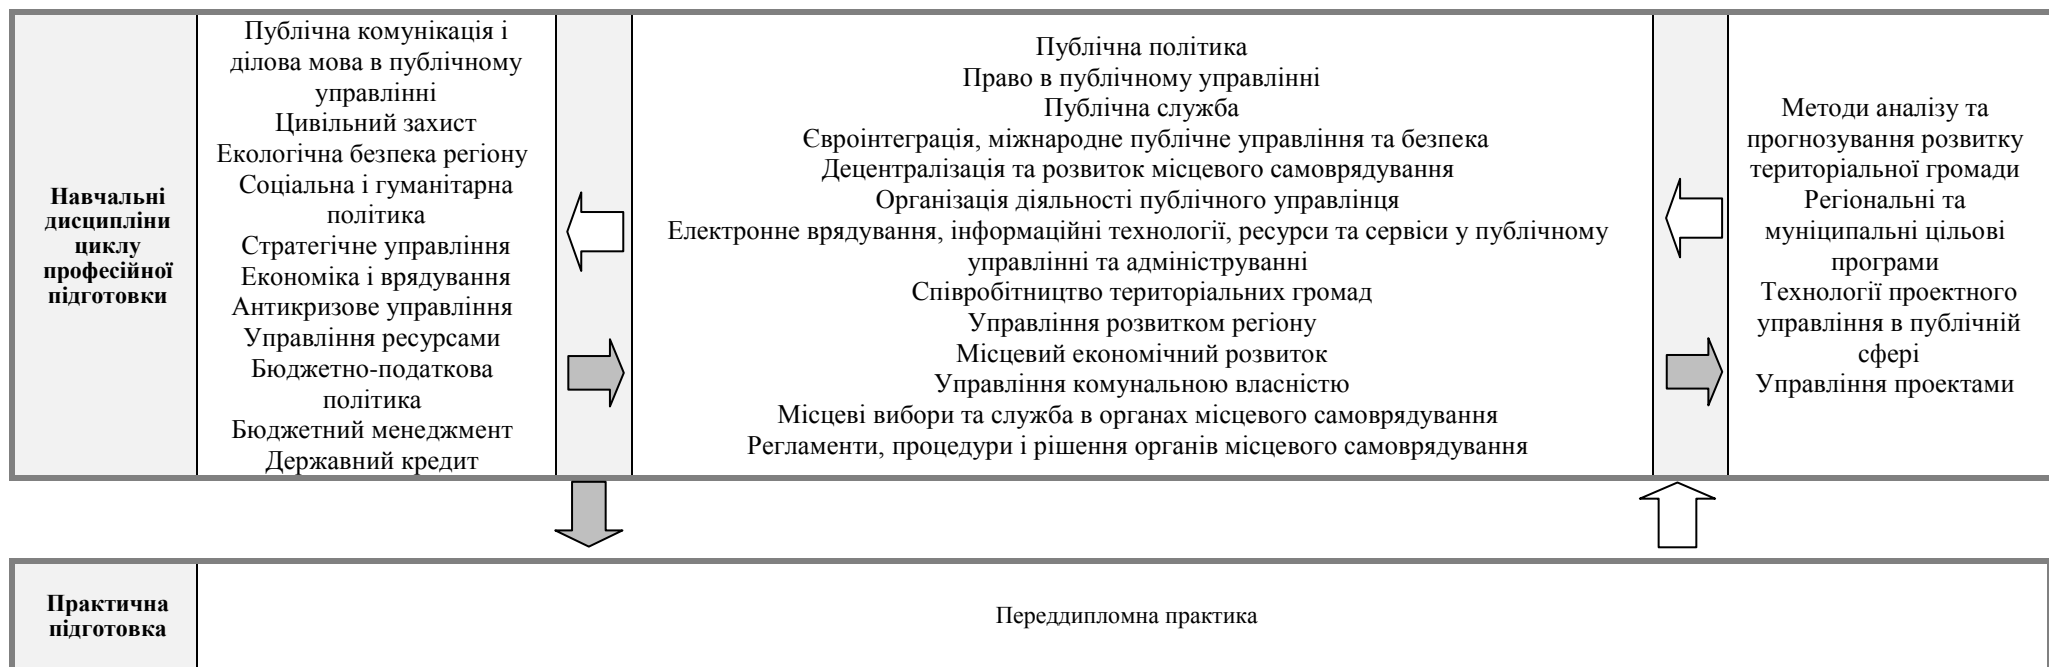 Навчальні
дисципліни
циклу
професійної
підготовки
Публічна комунікація і
ділова мова в публічному
управлінні
Цивільний захист
Екологічна безпека регіону
Соціальна і гуманітарна
політика
Стратегічне управління
Економіка і врядування
Антикризове управління
Управління ресурсами
Бюджетно-податкова
політика
Бюджетний менеджмент
Державний кредит
Публічна політика
Право в публічному управлінні
Публічна служба
Євроінтеграція, міжнародне публічне управління та безпека
Децентралізація та розвиток місцевого самоврядування
Організація діяльності публічного управлінця
Електронне врядування, інформаційні технології, ресурси та сервіси у публічному
управлінні та адмініструванні
Співробітництво територіальних громад
Управління розвитком регіону
Місцевий економічний розвиток
Управління комунальною власністю
Місцеві вибори та служба в органах місцевого самоврядування
Регламенти, процедури і рішення органів місцевого самоврядування
Методи аналізу та
прогнозування розвитку
територіальної громади
Регіональні та
муніципальні цільові
програми
Технології проектного
управління в публічній
сфері
Управління проектами
Практична
підготовка
Переддипломна практика